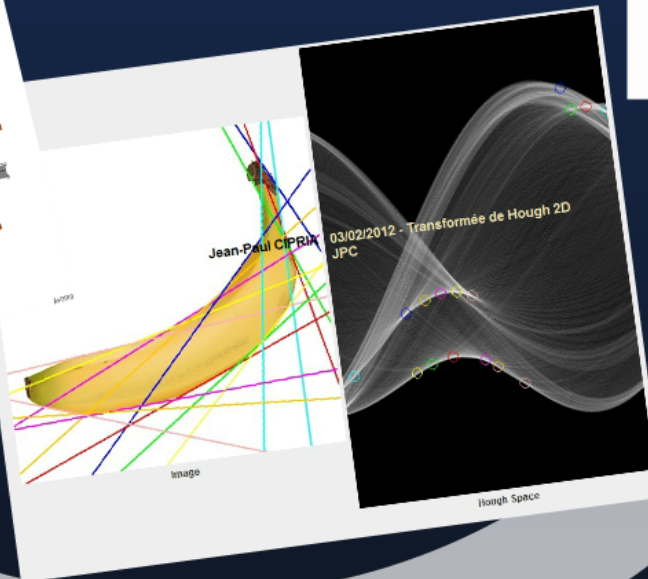 Jean-Paul CIPRIA
03/02/2012 - Transformée de Hough 2D
JPC
Image
Hough Space